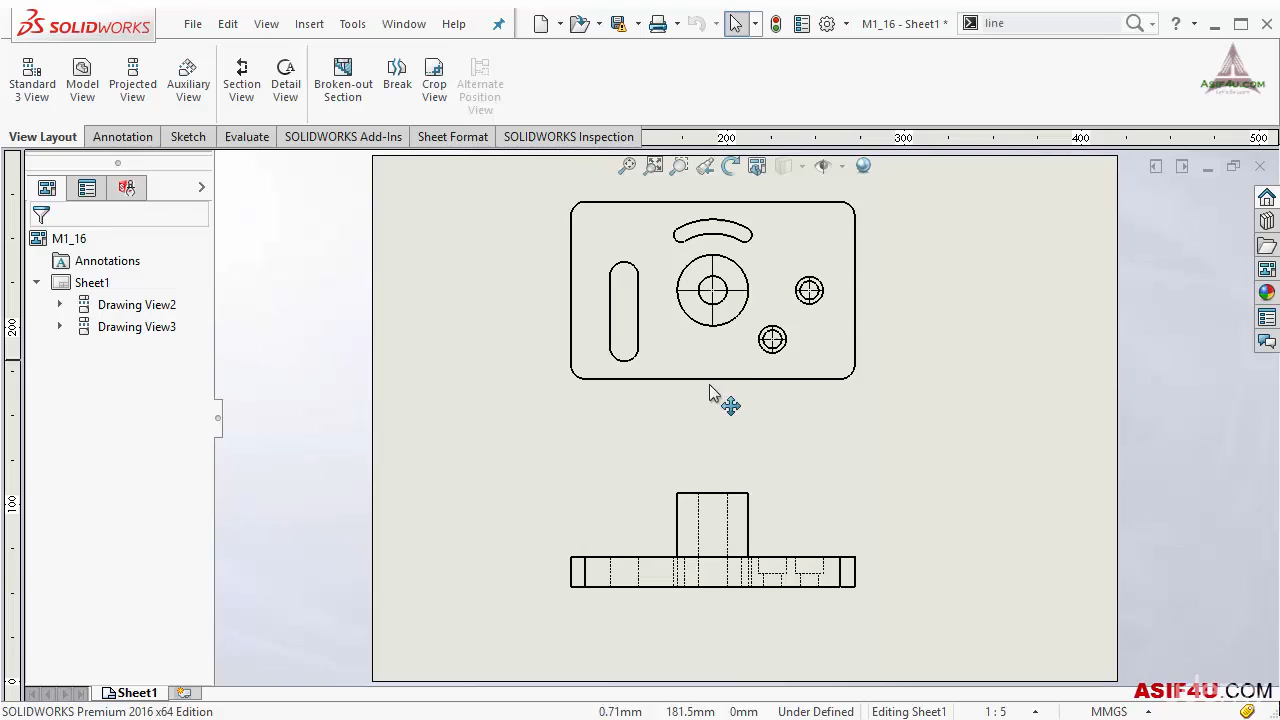 SOLIDWORKS File Edit View Insert Tools Window Help M1_16 - Sheet1 * line ?
Standard 3 View
Model View
Projected View
Auxiliary View
Section View
Detail View
Broken-out Section
Break
Crop View
Alternate Position View
ASIF4U.COM
View Layout Annotation Sketch Evaluate SOLIDWORKS Add-Ins Sheet Format SOLIDWORKS Inspection
200 300 400 500
M1_16
A Annotations
Sheet1
Drawing View2
Drawing View3
200
100
0
Sheet1
ASIF4U.COM
SOLIDWORKS Premium 2016 x64 Edition 0.71mm 181.5mm 0mm Under Defined Editing Sheet1 1 : 5 MMGS